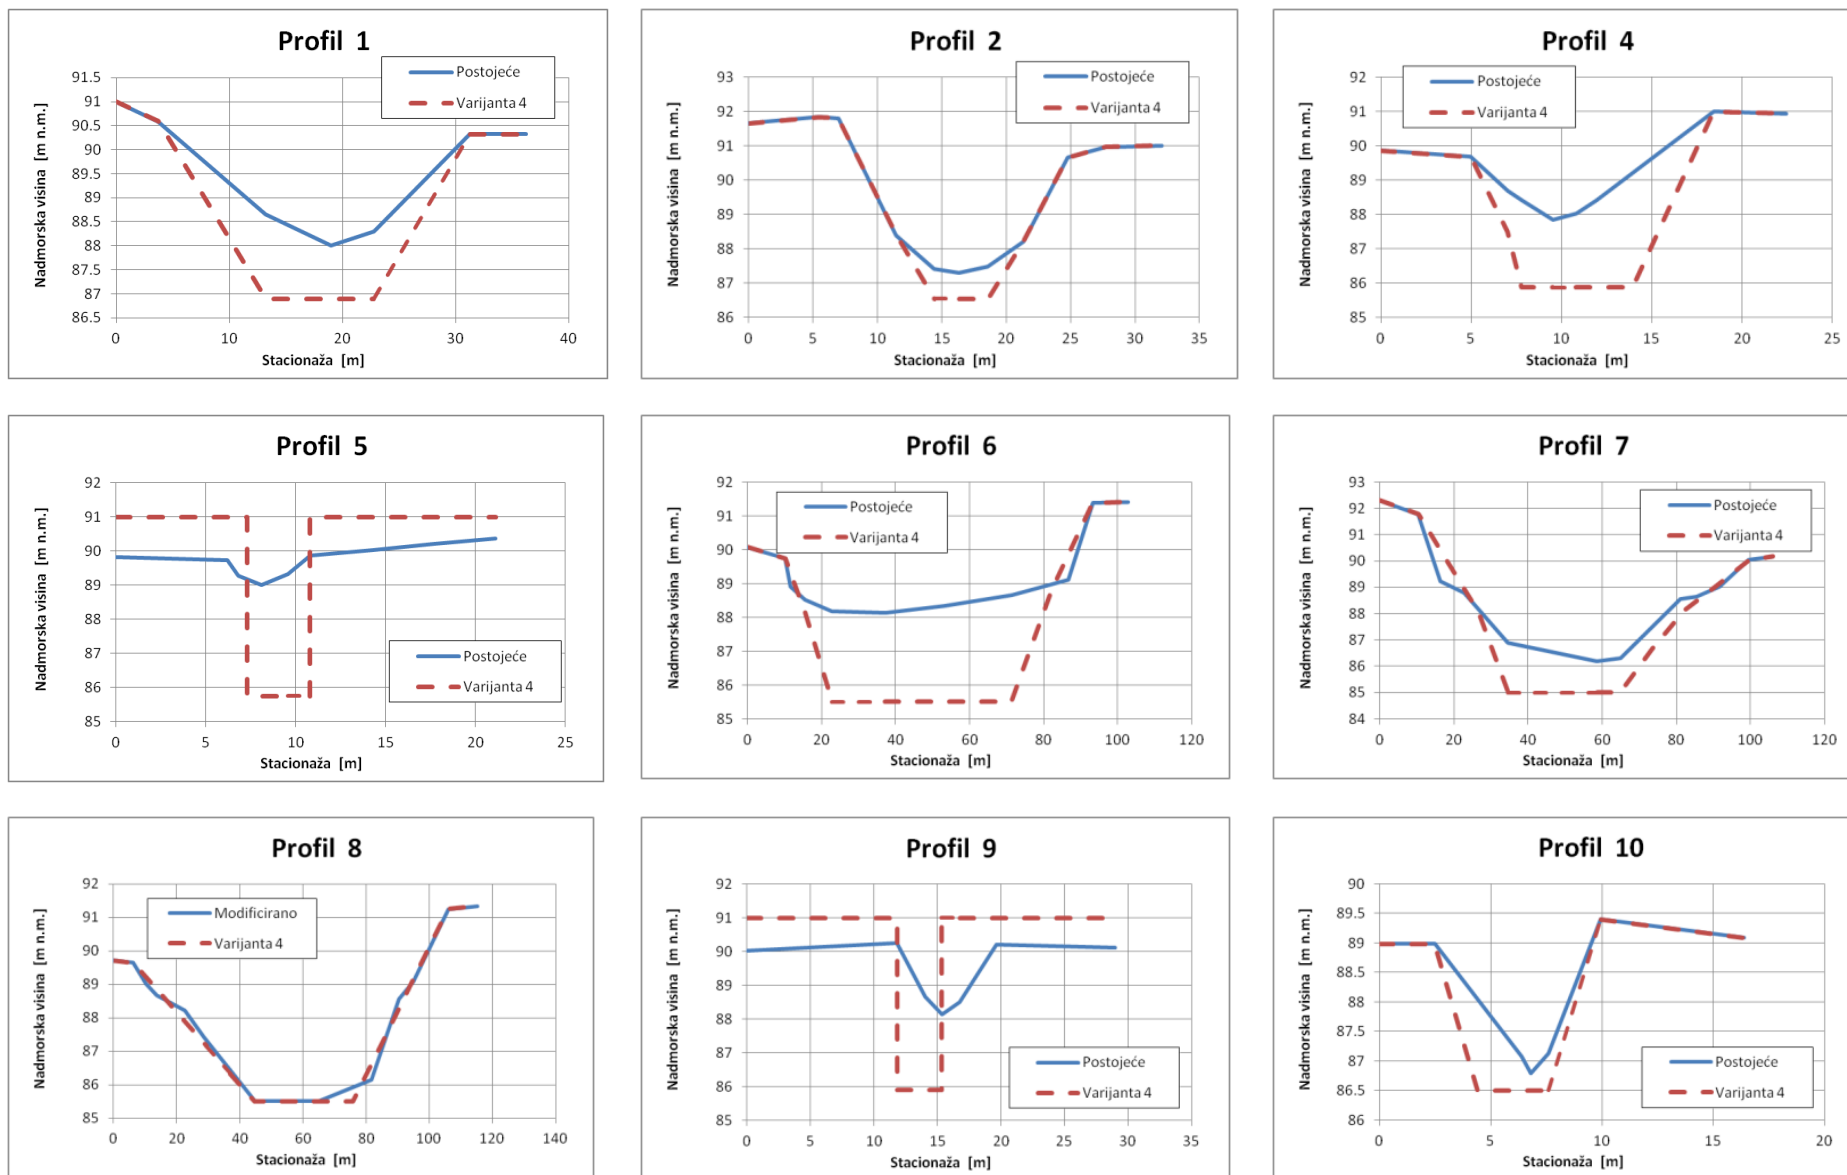 Profil 1
Postojeće
Varijanta 4
Nadmorska visina [m n.m.]
91.5
91
90.5
90
89.5
89
88.5
88
87.5
87
86.5
0 10 20 30 40
Stacionaža [m]
Profil 2
Postojeće
Varijanta 4
Nadmorska visina [m n.m.]
93
92
91
90
89
88
87
86
0 5 10 15 20 25 30 35
Stacionaža [m]
Profil 4
Postojeće
Varijanta 4
Nadmorska visina [m n.m.]
92
91
90
89
88
87
86
85
0 5 10 15 20 25
Stacionaža [m]
Profil 5
Nadmorska visina [m n.m.]
92
91
90
89
88
87
86
85
Postojeće
Varijanta 4
0 5 10 15 20 25
Stacionaža [m]
Profil 6
Postojeće
Varijanta 4
Nadmorska visina [m n.m.]
92
91
90
89
88
87
86
85
0 20 40 60 80 100 120
Stacionaža [m]
Profil 7
Postojeće
Varijanta 4
Nadmorska visina [m n.m.]
93
92
91
90
89
88
87
86
85
84
0 20 40 60 80 100 120
Stacionaža [m]
Profil 8
Modificirano
Varijanta 4
Nadmorska visina [m n.m.]
92
91
90
89
88
87
86
85
0 20 40 60 80 100 120 140
Stacionaža [m]
Profil 9
Nadmorska visina [m n.m.]
92
91
90
89
88
87
86
85
Postojeće
Varijanta 4
0 5 10 15 20 25 30 35
Stacionaža [m]
Profil 10
Nadmorska visina [m n.m.]
90
89.5
89
88.5
88
87.5
87
86.5
86
Postojeće
Varijanta 4
0 5 10 15 20
Stacionaža [m]